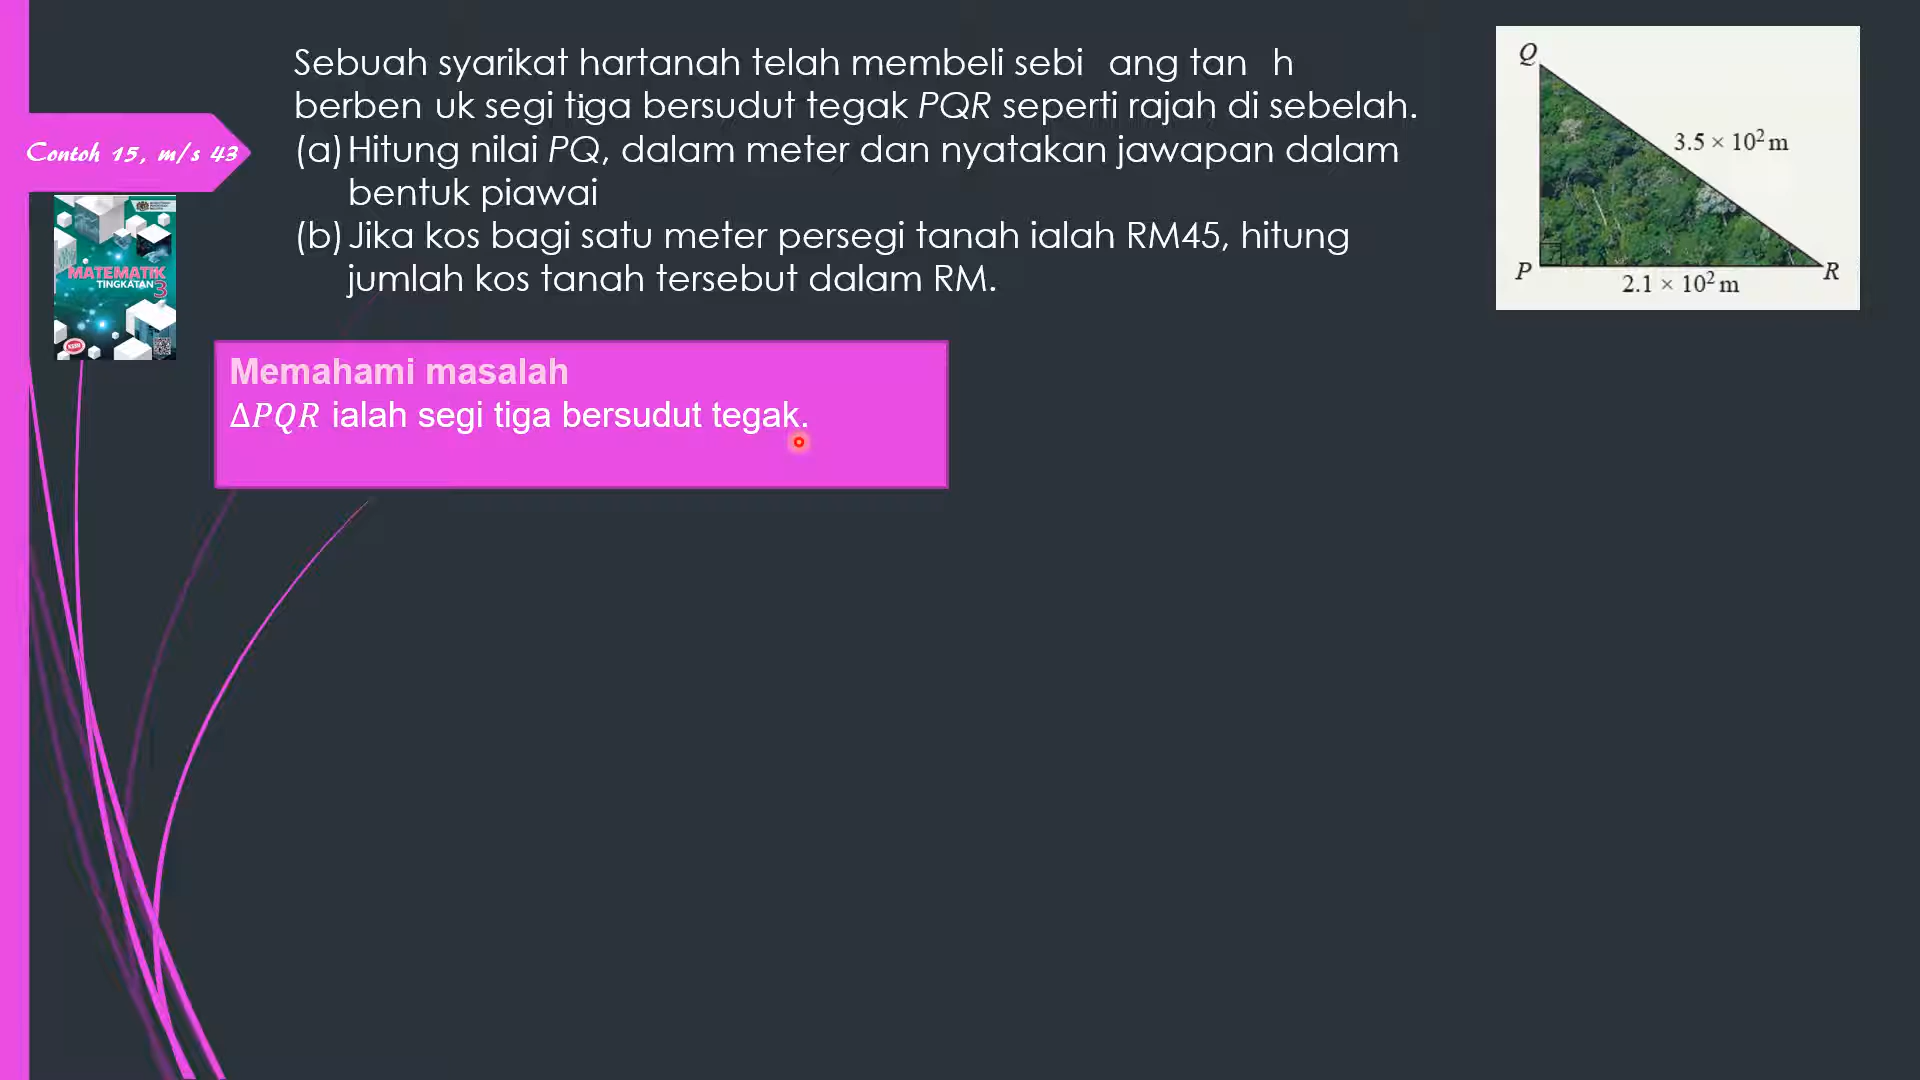 Sebuah syarikat hartanah telah membeli sebi ang tan h
berben uk segi tiga bersudut tegak PQR seperti rajah di sebelah.
(a) Hitung nilai PQ, dalam meter dan nyatakan jawapan dalam
bentuk piawai
(b) Jika kos bagi satu meter persegi tanah ialah RM45, hitung
jumlah kos tanah tersebut dalam RM.
Contoh 15, m/s 43
MATEMATIK
TINGKATAN 3
Q
3.5 × 10² m
P
R
2.1 × 10² m
Memahami masalah
∆PQR ialah segi tiga bersudut tegak.